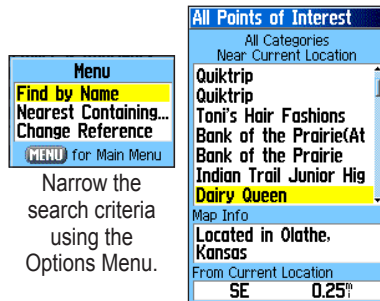 Menu
Find by Name
Nearest Containing...
Change Reference
MENU for Main Menu
Narrow the
search criteria
using the
Options Menu.
All Points of Interest
All Categories
Near Current Location
Quiktrip
Quiktrip
Toni's Hair Fashions
Bank of the Prairie(At
Bank of the Prairie
Indian Trail Junior Hig
Dairy Queen
Map Info
Located in Olathe,
Kansas
From Current Location
SE 0.25mi